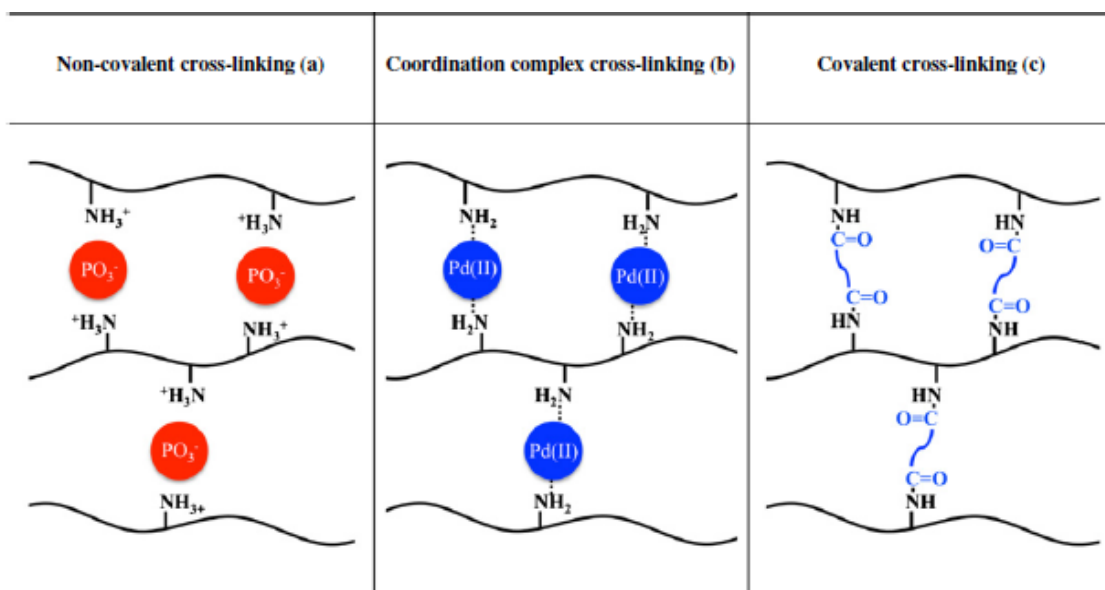 Non-covalent cross-linking (a)
Coordination complex cross-linking (b)
Covalent cross-linking (c)
NH₃⁺
⁺H₃N
PO₃⁻
PO₃⁻
⁺H₃N
NH₃⁺
⁺H₃N
PO₃⁻
NH₃₊
NH₂
H₂N
Pd(II)
Pd(II)
H₂N
NH₂
H₂N
Pd(II)
NH₂
NH
HN
C=O
O=C
C=O
C=O
HN
NH
HN
O=C
C=O
NH